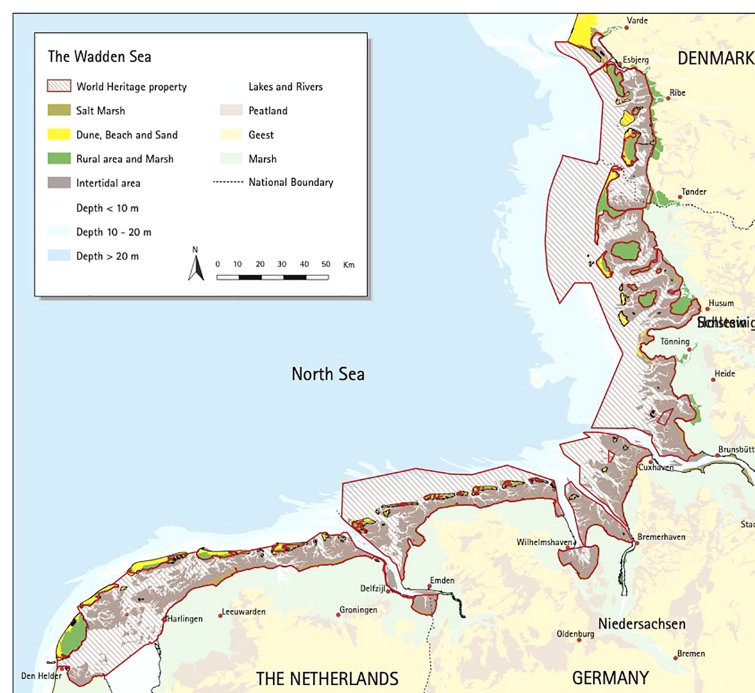 The Wadden Sea
World Heritage property
Salt Marsh
Dune, Beach and Sand
Rural area and Marsh
Intertidal area
Depth < 10 m
Depth 10 - 20 m
Depth > 20 m
Lakes and Rivers
Peatland
Geest
Marsh
National Boundary
N
0 10 20 30 40 50 Km
Varde
DENMARK
Esbjerg
Ribe
Tønder
Husum
Tönning
Heide
North Sea
Brunsbütt
Cuxhaven
Stad
Wilhelmshaven
Bremerhaven
Emden
Delfzijl
Harlingen
Leeuwarden
Groningen
Niedersachsen
Oldenburg
Bremen
Den Helder
THE NETHERLANDS
GERMANY